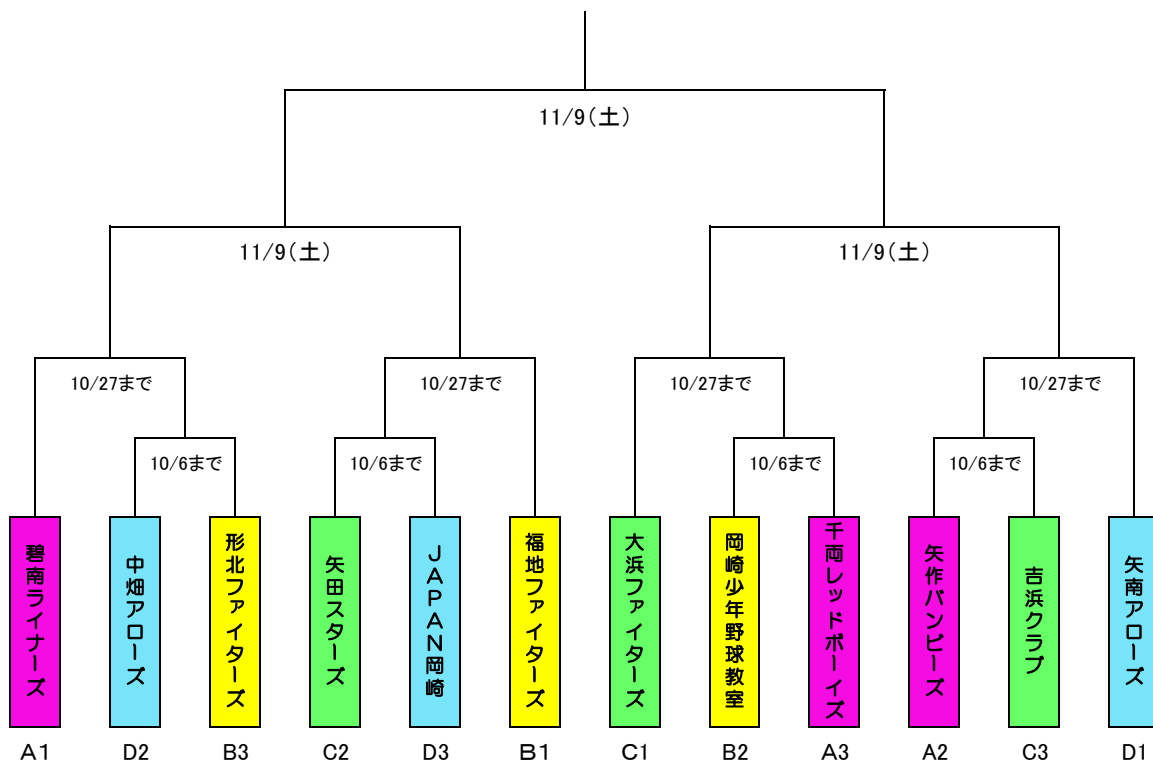 11/9(土)
11/9(土)
11/9(土)
10/27まで
10/27まで
10/27まで
10/27まで
10/6まで
10/6まで
10/6まで
10/6まで
碧南ライナーズ
中畑アローズ
形北ファイターズ
矢田スターズ
JAPAN岡崎
福地ファイターズ
大浜ファイターズ
岡崎少年野球教室
千両レッドボーイズ
矢作バンビーズ
吉浜クラブ
矢南アローズ
A1
D2
B3
C2
D3
B1
C1
B2
A3
A2
C3
D1